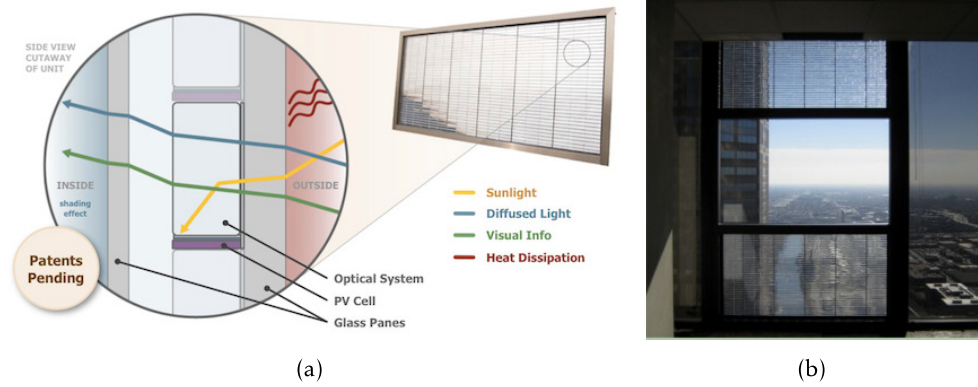 SIDE VIEW
CUTAWAY
OF UNIT
INSIDE
shading
effect
OUTSIDE
Patents
Pending
Sunlight
Diffused Light
Visual Info
Heat Dissipation
Optical System
PV Cell
Glass Panes
(a)
(b)